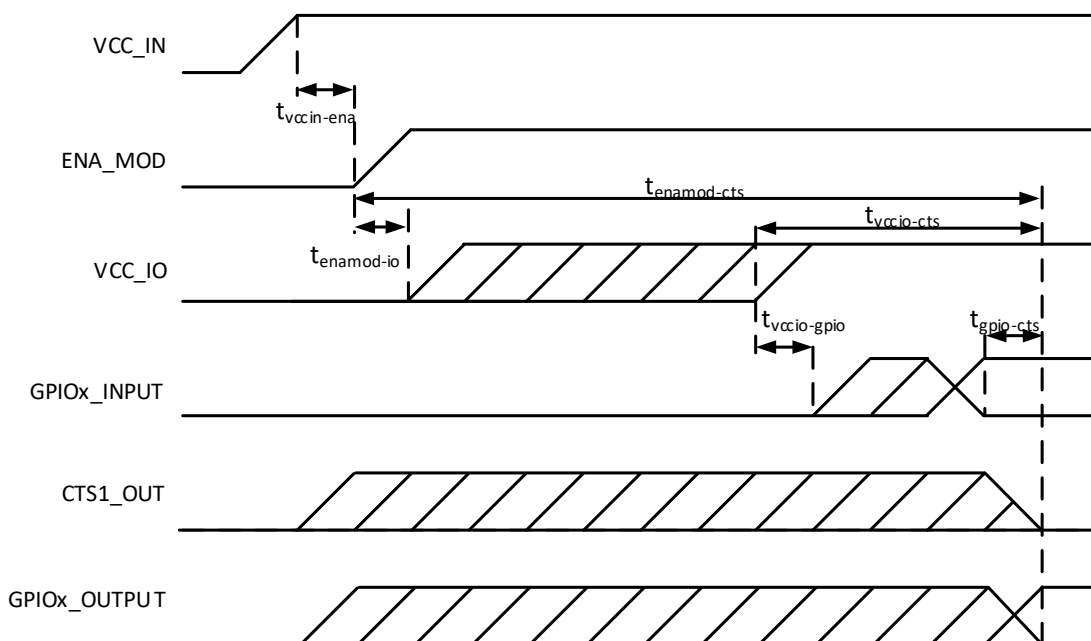 VCC_IN
tvccin-ena
ENA_MOD
tenamod-cts
tvccio-cts
tenamod-io
VCC_IO
tvccio-gpio
tgpio-cts
GPIOx_INPUT
CTS1_OUT
GPIOx_OUTPUT